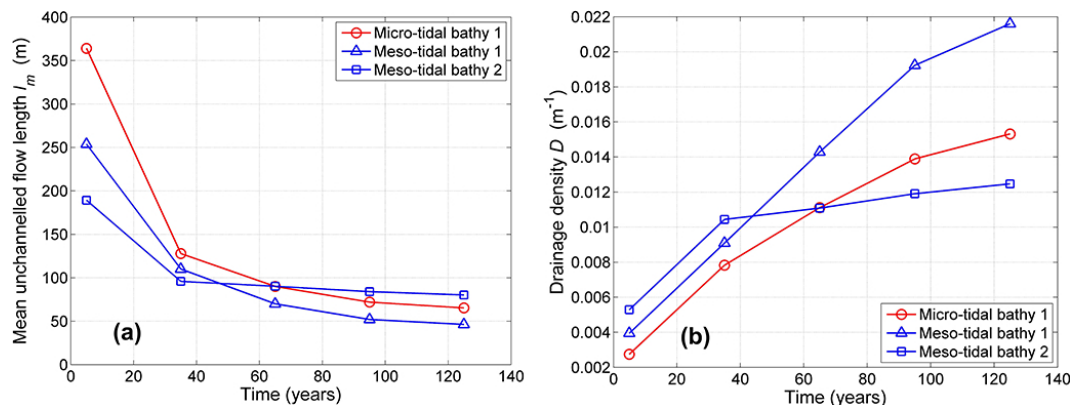 400
350
300
250
200
150
100
50
0
0 20 40 60 80 100 120 140
Time (years)
Mean unchannelled flow length l_m (m)
Micro-tidal bathy 1
Meso-tidal bathy 1
Meso-tidal bathy 2
(a)
0.022
0.02
0.018
0.016
0.014
0.012
0.01
0.008
0.006
0.004
0.002
0 20 40 60 80 100 120 140
Time (years)
Drainage density D (m⁻¹)
Micro-tidal bathy 1
Meso-tidal bathy 1
Meso-tidal bathy 2
(b)